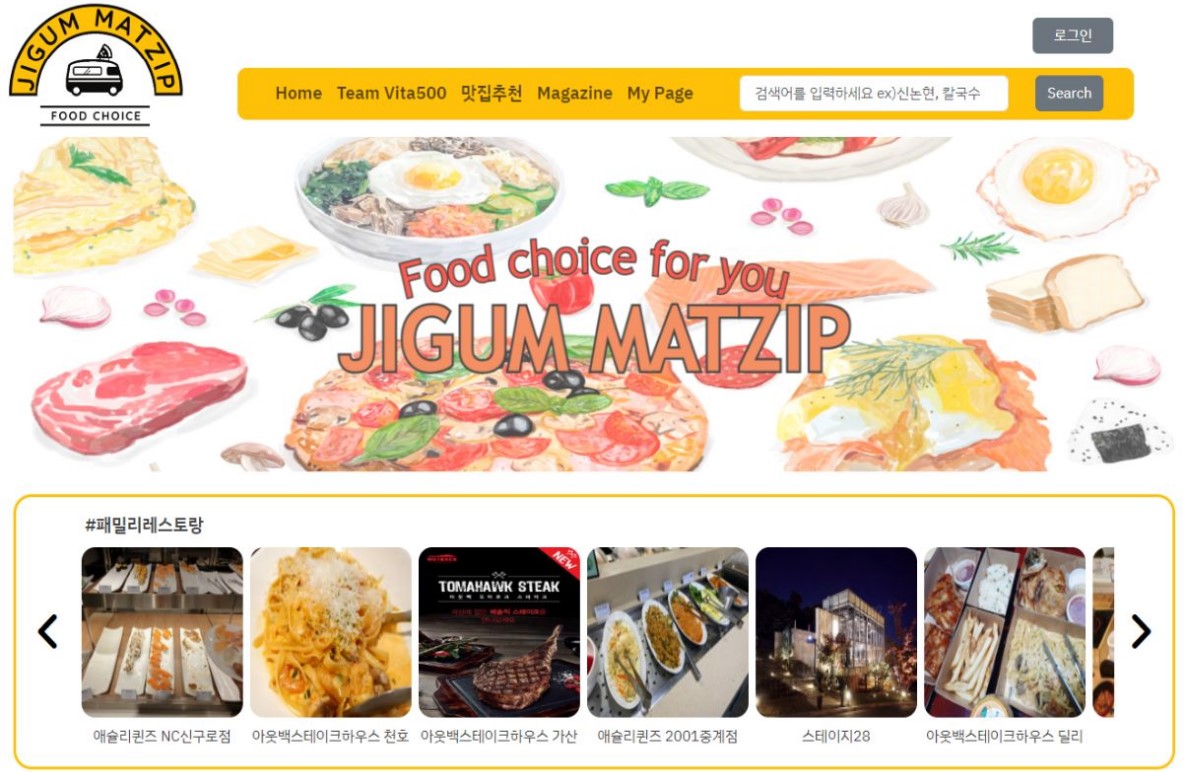 JIGUM MATZIP
FOOD CHOICE
로그인
Home Team Vita500 맛집추천 Magazine My Page
검색어를 입력하세요 ex)신논현, 칼국수
Search
Food choice for you
JIGUM MATZIP
#패밀리레스토랑
NEW
TOMAHAWK STEAK
애슐리퀸즈 NC신구로점
아웃백스테이크하우스 천호
아웃백스테이크하우스 가산
애슐리퀸즈 2001중계점
스테이지28
아웃백스테이크하우스 딜리